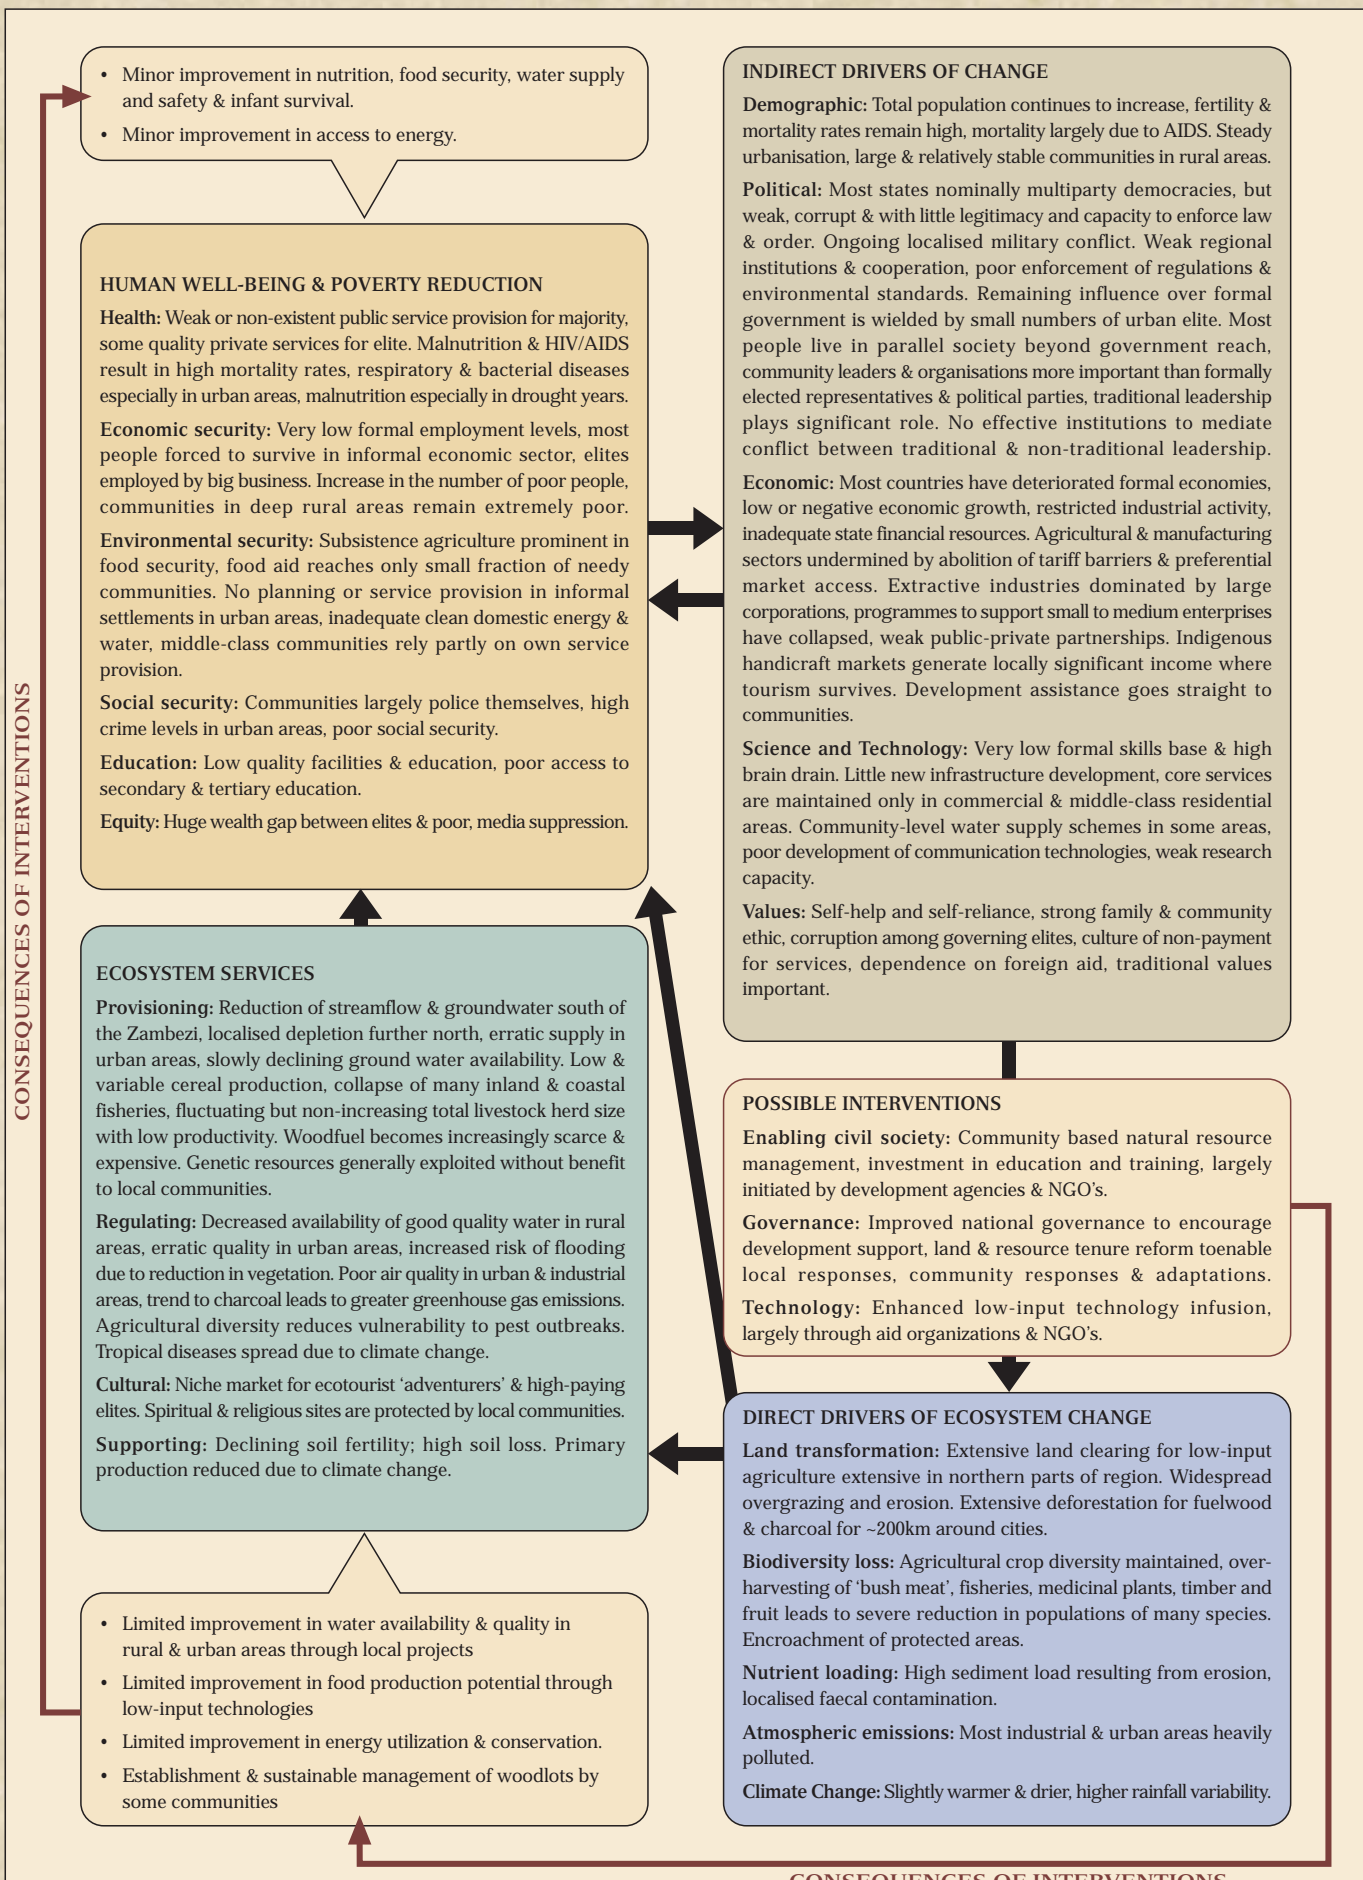 • Minor improvement in nutrition, food security, water supply
and safety & infant survival.
• Minor improvement in access to energy.
HUMAN WELL-BEING & POVERTY REDUCTION
Health: Weak or non-existent public service provision for majority,
some quality private services for elite. Malnutrition & HIV/AIDS
result in high mortality rates, respiratory & bacterial diseases
especially in urban areas, malnutrition especially in drought years.
Economic security: Very low formal employment levels, most
people forced to survive in informal economic sector, elites
employed by big business. Increase in the number of poor people,
communities in deep rural areas remain extremely poor.
Environmental security: Subsistence agriculture prominent in
food security, food aid reaches only small fraction of needy
communities. No planning or service provision in informal
settlements in urban areas, inadequate clean domestic energy &
water, middle-class communities rely partly on own service
provision.
Social security: Communities largely police themselves, high
crime levels in urban areas, poor social security.
Education: Low quality facilities & education, poor access to
secondary & tertiary education.
Equity: Huge wealth gap between elites & poor, media suppression.
ECOSYSTEM SERVICES
Provisioning: Reduction of streamflow & groundwater south of
the Zambezi, localised depletion further north, erratic supply in
urban areas, slowly declining ground water availability. Low &
variable cereal production, collapse of many inland & coastal
fisheries, fluctuating but non-increasing total livestock herd size
with low productivity. Woodfuel becomes increasingly scarce &
expensive. Genetic resources generally exploited without benefit
to local communities.
Regulating: Decreased availability of good quality water in rural
areas, erratic quality in urban areas, increased risk of flooding
due to reduction in vegetation. Poor air quality in urban & industrial
areas, trend to charcoal leads to greater greenhouse gas emissions.
Agricultural diversity reduces vulnerability to pest outbreaks.
Tropical diseases spread due to climate change.
Cultural: Niche market for ecotourist ‘adventurers’ & high-paying
elites. Spiritual & religious sites are protected by local communities.
Supporting: Declining soil fertility; high soil loss. Primary
production reduced due to climate change.
• Limited improvement in water availability & quality in
rural & urban areas through local projects
• Limited improvement in food production potential through
low-input technologies
• Limited improvement in energy utilization & conservation.
• Establishment & sustainable management of woodlots by
some communities
INDIRECT DRIVERS OF CHANGE
Demographic: Total population continues to increase, fertility &
mortality rates remain high, mortality largely due to AIDS. Steady
urbanisation, large & relatively stable communities in rural areas.
Political: Most states nominally multiparty democracies, but
weak, corrupt & with little legitimacy and capacity to enforce law
& order. Ongoing localised military conflict. Weak regional
institutions & cooperation, poor enforcement of regulations &
environmental standards. Remaining influence over formal
government is wielded by small numbers of urban elite. Most
people live in parallel society beyond government reach,
community leaders & organisations more important than formally
elected representatives & political parties, traditional leadership
plays significant role. No effective institutions to mediate
conflict between traditional & non-traditional leadership.
Economic: Most countries have deteriorated formal economies,
low or negative economic growth, restricted industrial activity,
inadequate state financial resources. Agricultural & manufacturing
sectors undermined by abolition of tariff barriers & preferential
market access. Extractive industries dominated by large
corporations, programmes to support small to medium enterprises
have collapsed, weak public-private partnerships. Indigenous
handicraft markets generate locally significant income where
tourism survives. Development assistance goes straight to
communities.
Science and Technology: Very low formal skills base & high
brain drain. Little new infrastructure development, core services
are maintained only in commercial & middle-class residential
areas. Community-level water supply schemes in some areas,
poor development of communication technologies, weak research
capacity.
Values: Self-help and self-reliance, strong family & community
ethic, corruption among governing elites, culture of non-payment
for services, dependence on foreign aid, traditional values
important.
POSSIBLE INTERVENTIONS
Enabling civil society: Community based natural resource
management, investment in education and training, largely
initiated by development agencies & NGO's.
Governance: Improved national governance to encourage
development support, land & resource tenure reform toenable
local responses, community responses & adaptations.
Technology: Enhanced low-input technology infusion,
largely through aid organizations & NGO's.
DIRECT DRIVERS OF ECOSYSTEM CHANGE
Land transformation: Extensive land clearing for low-input
agriculture extensive in northern parts of region. Widespread
overgrazing and erosion. Extensive deforestation for fuelwood
& charcoal for ~200km around cities.
Biodiversity loss: Agricultural crop diversity maintained, over-
harvesting of ‘bush meat’, fisheries, medicinal plants, timber and
fruit leads to severe reduction in populations of many species.
Encroachment of protected areas.
Nutrient loading: High sediment load resulting from erosion,
localised faecal contamination.
Atmospheric emissions: Most industrial & urban areas heavily
polluted.
Climate Change: Slightly warmer & drier, higher rainfall variability.
CONSEQUENCES OF INTERVENTIONS
CONSEQUENCES OF INTERVENTIONS